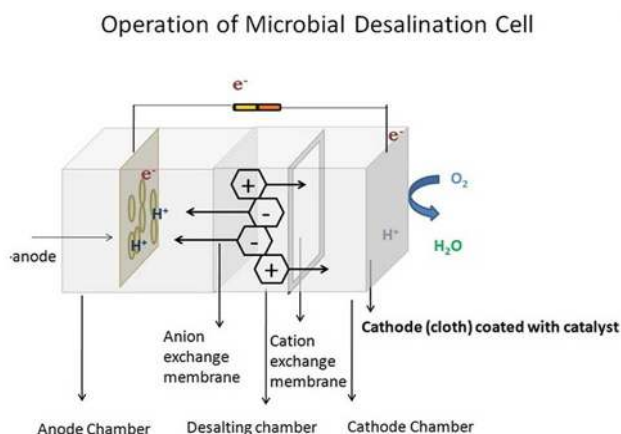 Operation of Microbial Desalination Cell
e-
e-
e-
+
-
-
+
H+
H+
H+
O₂
H₂O
-anode
Anion
exchange
membrane
Cation
exchange
membrane
Cathode (cloth) coated with catalyst
Anode Chamber
Desalting chamber
Cathode Chamber